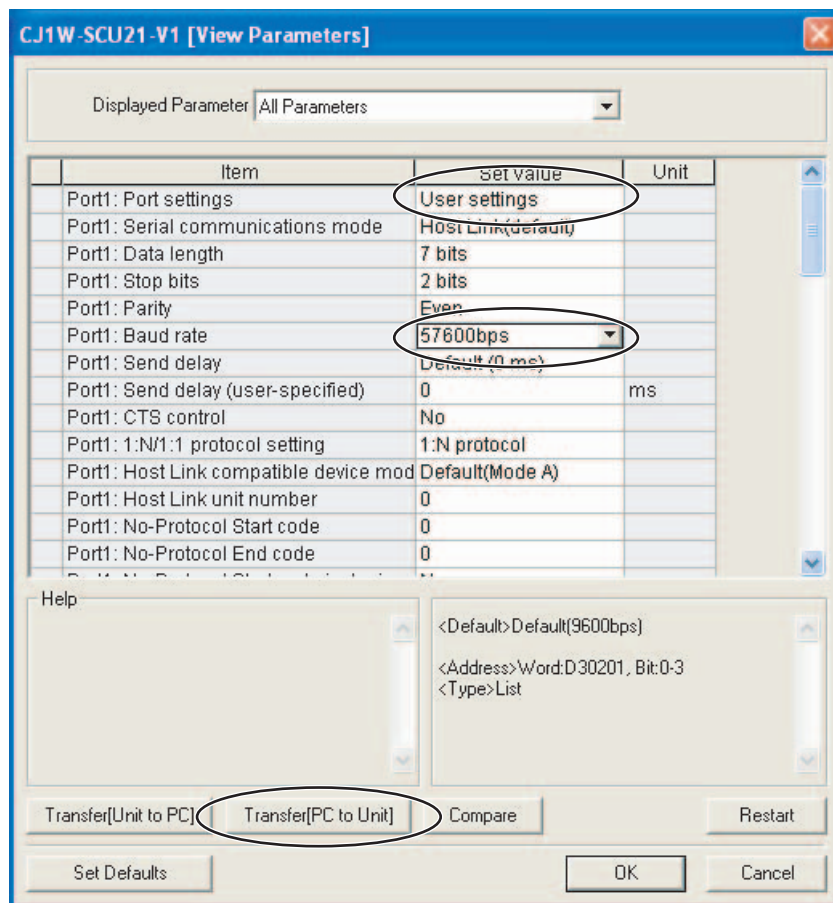 CJ1W-SCU21-V1 [View Parameters]
Displayed Parameter All Parameters
Item Set Value Unit
Port1: Port settings User settings
Port1: Serial communications mode Host Link(default)
Port1: Data length 7 bits
Port1: Stop bits 2 bits
Port1: Parity Even
Port1: Baud rate 57600bps
Port1: Send delay Default (0 ms)
Port1: Send delay (user-specified) 0 ms
Port1: CTS control No
Port1: 1:N/1:1 protocol setting 1:N protocol
Port1: Host Link compatible device mod Default(Mode A)
Port1: Host Link unit number 0
Port1: No-Protocol Start code 0
Port1: No-Protocol End code 0
Help
<Default>Default(9600bps)
<Address>Word:D30201, Bit:0-3
<Type>List
Transfer[Unit to PC] Transfer[PC to Unit] Compare Restart
Set Defaults OK Cancel